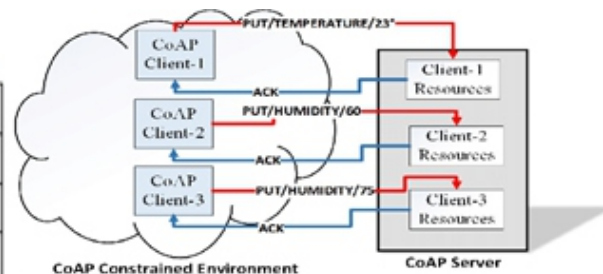 PUT/TEMPERATURE/23°
CoAP
Client-1
Client-1
Resources
ACK
PUT/HUMIDITY/60
CoAP
Client-2
Client-2
Resources
ACK
CoAP
Client-3
PUT/HUMIDITY/75
Client-3
Resources
ACK
CoAP Constrained Environment
CoAP Server